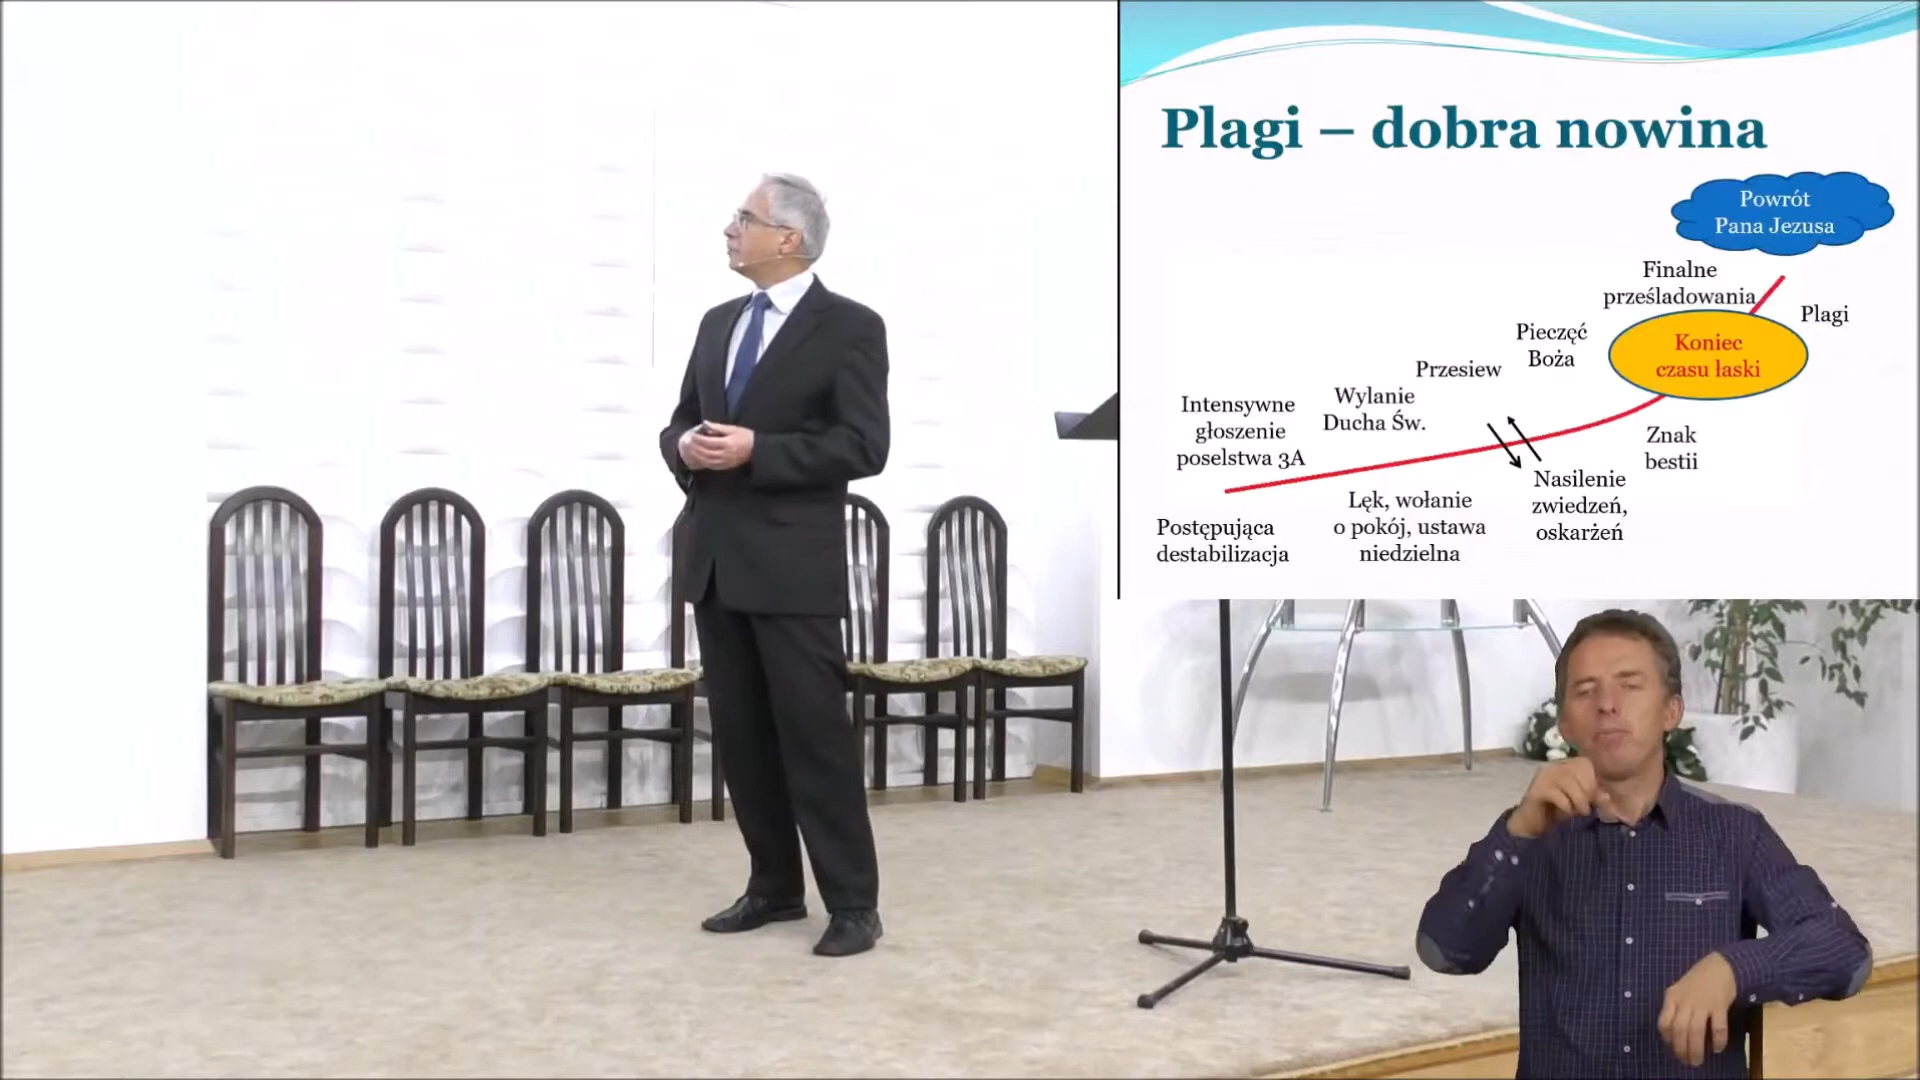 Plagi – dobra nowina
Powrót
Pana Jezusa
Finalne
prześladowania
Plagi
Koniec
czasu łaski
Pieczęć
Boża
Przesiew
Wylanie
Ducha Św.
Intensywne
głoszenie
poselstwa 3A
Znak
bestii
Nasilenie
zwiedzeń,
oskarżeń
Lęk, wołanie
o pokój, ustawa
niedzielna
Postępująca
destabilizacja